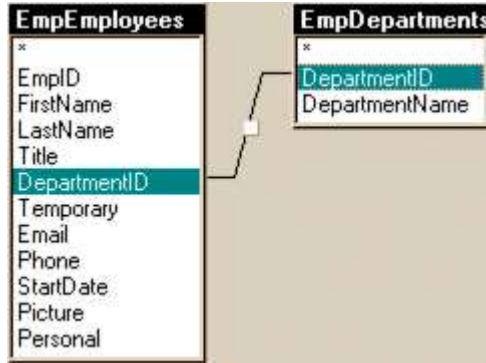 EmpEmployees
*
EmpID
FirstName
LastName
Title
DepartmentID
Temporary
Email
Phone
StartDate
Picture
Personal
EmpDepartments
*
DepartmentID
DepartmentName